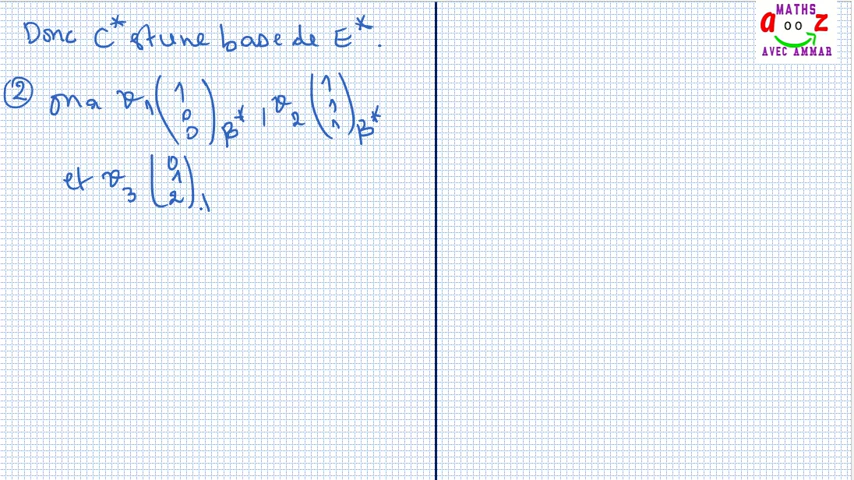 Donc C* est une base de E*.
② on a v₁ (1 0 0)β* , v₂ (1 1 1)β*
et v₃ (0 1 2)
MATHS
a oo z
AVEC AMMAR